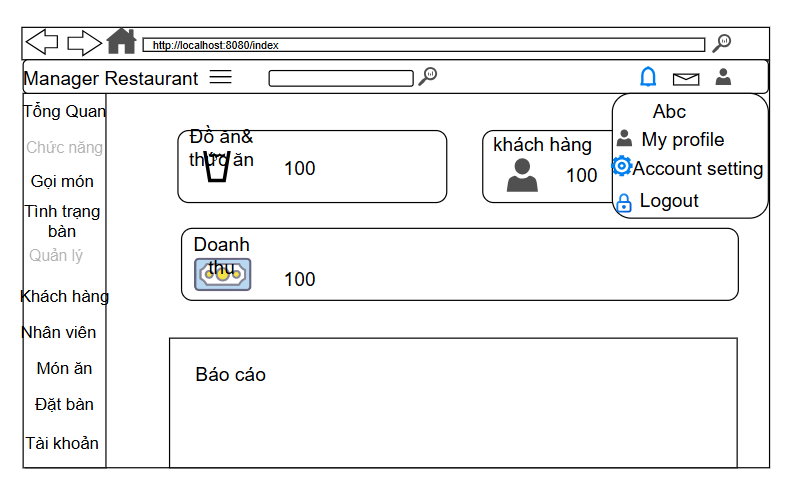 http://localhost:8080/index
Manager Restaurant
Tổng Quan
Chức năng
Gọi món
Tình trạng
bàn
Quản lý
Khách hàng
Nhân viên
Món ăn
Đặt bàn
Tài khoản
Đồ ăn&
thức ăn
100
khách hàng
100
Abc
My profile
Account setting
Logout
Doanh
thu
100
Báo cáo